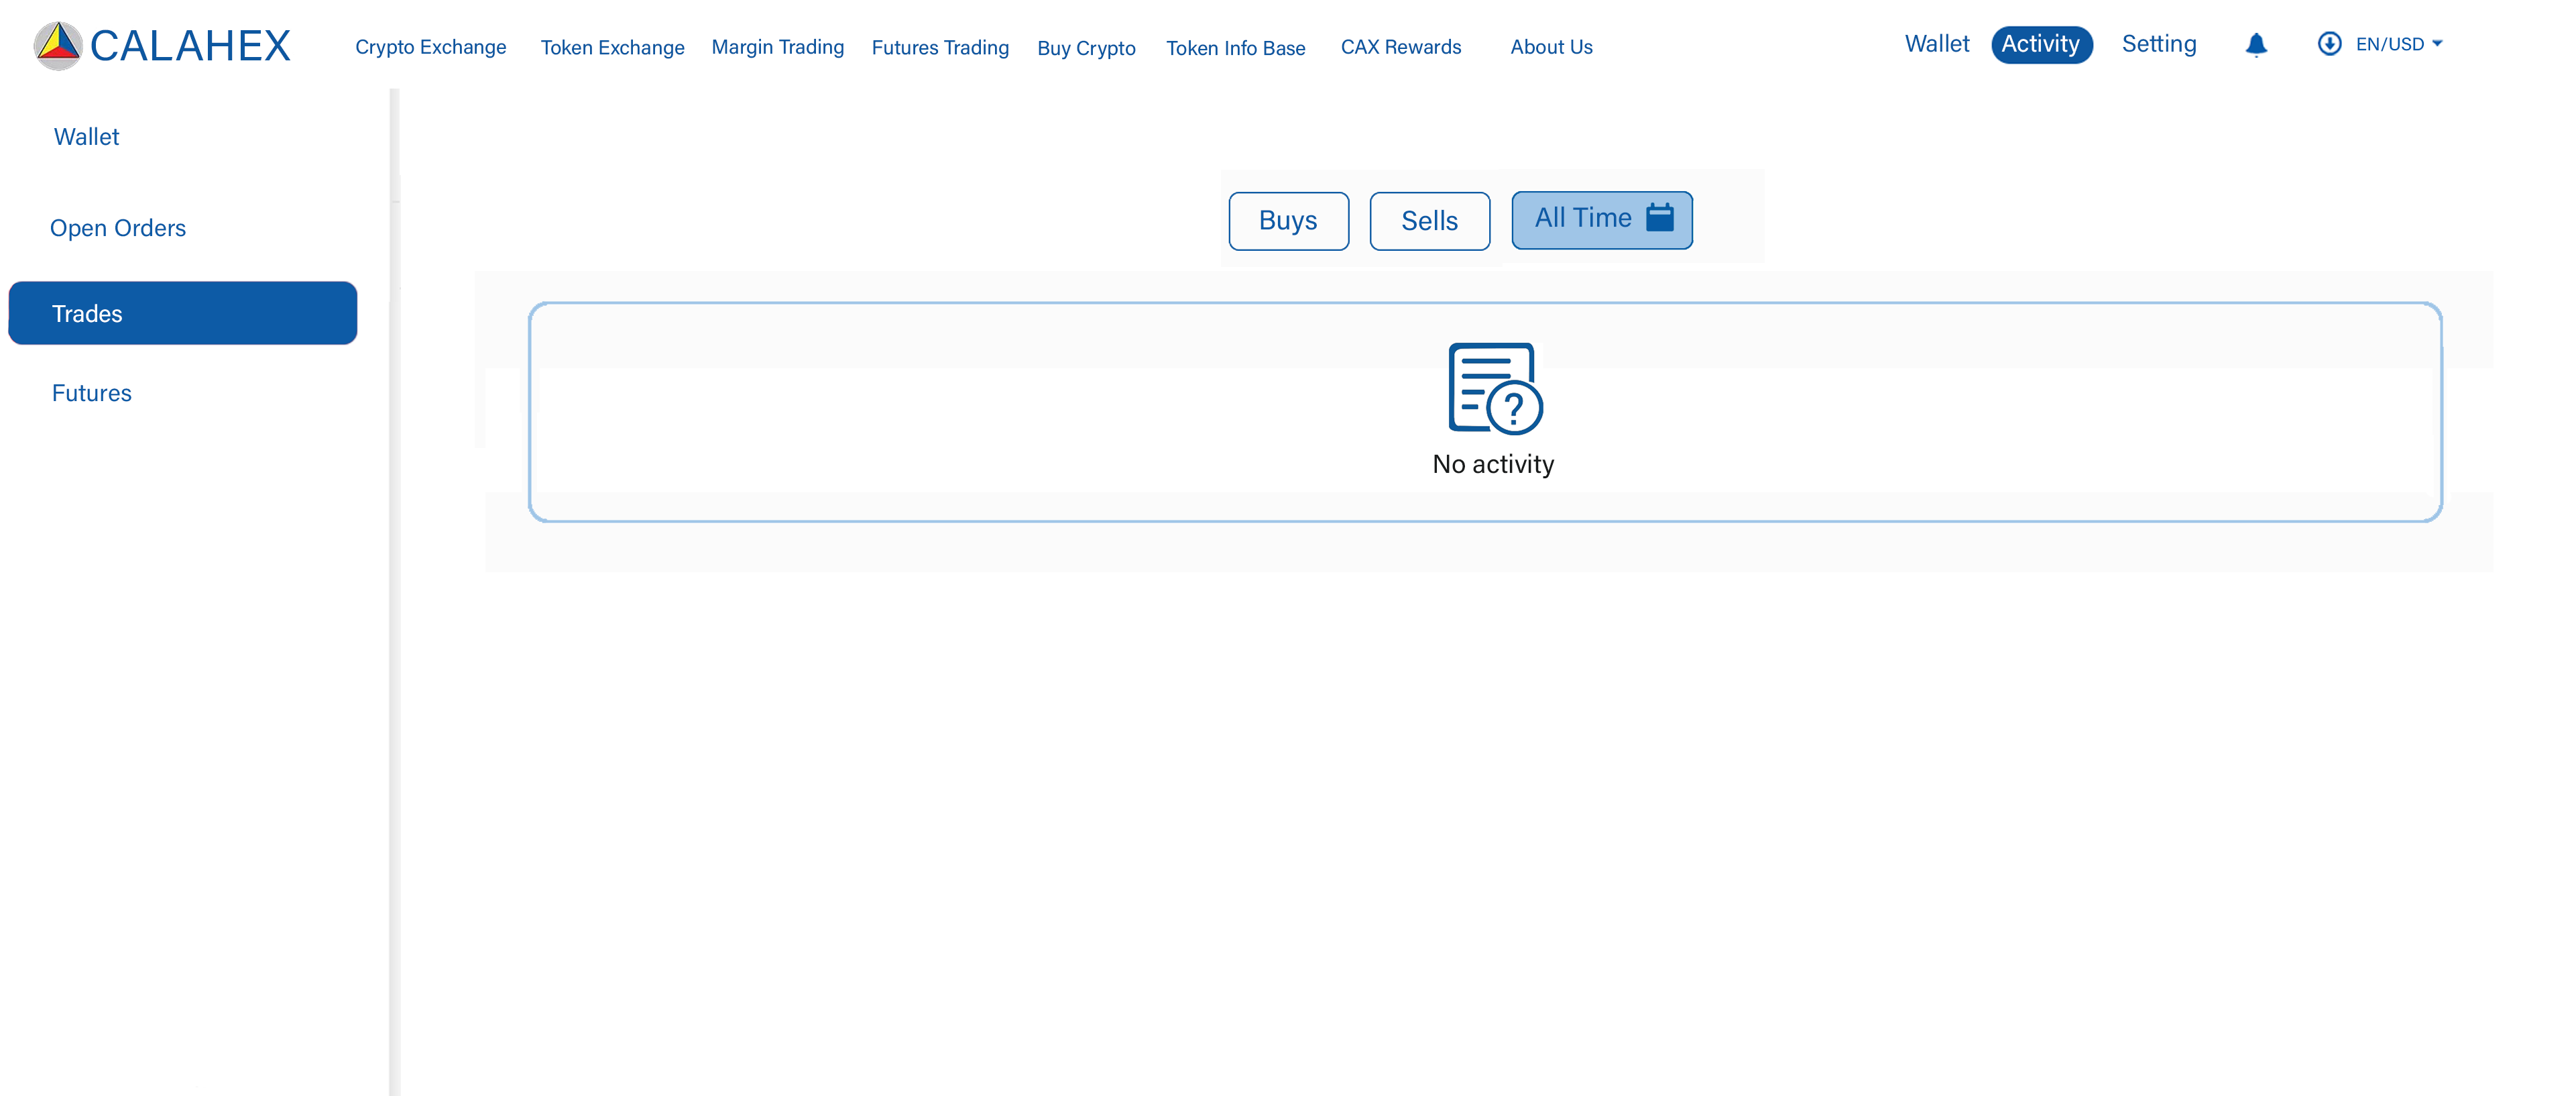 CALAHEX
Crypto Exchange
Token Exchange
Margin Trading
Futures Trading
Buy Crypto
Token Info Base
CAX Rewards
About Us
Wallet
Activity
Setting
EN/USD
Wallet
Open Orders
Trades
Futures
Buys
Sells
All Time
?
No activity